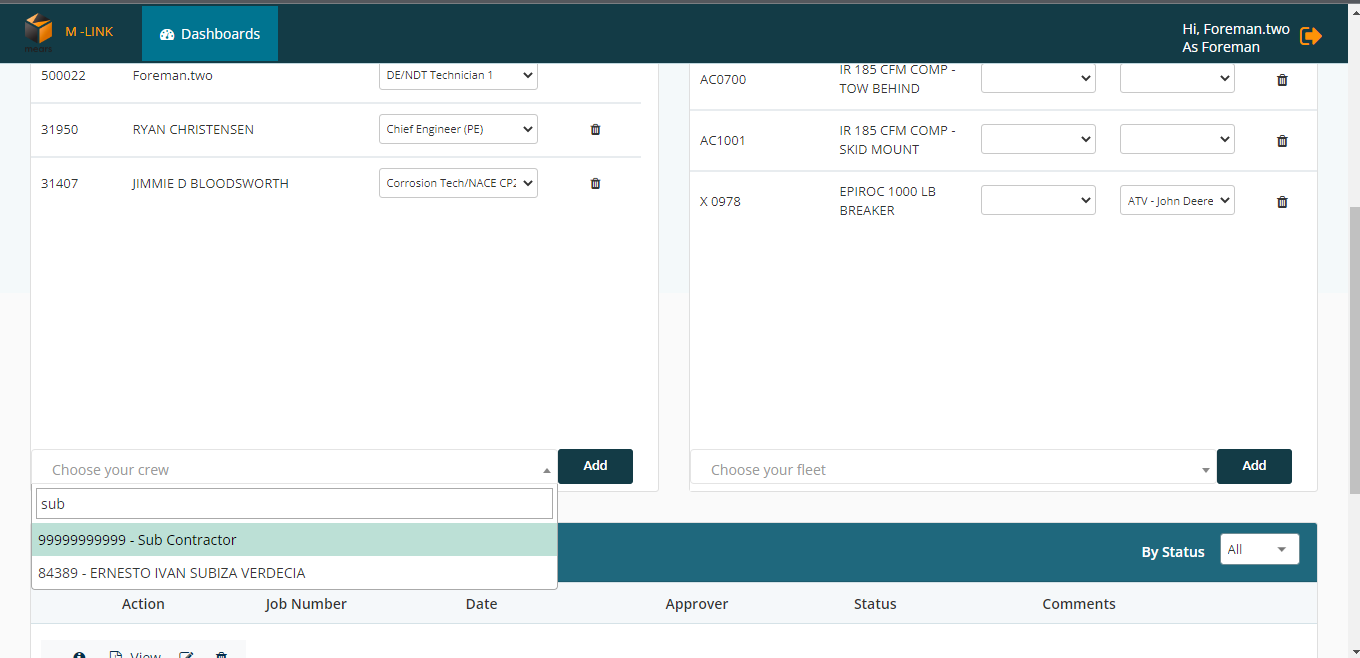 M -LINK
Dashboards
Hi, Foreman.two
As Foreman
500022 Foreman.two DE/NDT Technician 1
31950 RYAN CHRISTENSEN Chief Engineer (PE)
31407 JIMMIE D BLOODSWORTH Corrosion Tech/NACE CP2
AC0700 IR 185 CFM COMP -
TOW BEHIND
AC1001 IR 185 CFM COMP -
SKID MOUNT
X 0978 EPIROC 1000 LB
BREAKER
ATV - John Deere
Choose your crew Add
Choose your fleet Add
sub
99999999999 - Sub Contractor
84389 - ERNESTO IVAN SUBIZA VERDECIA
By Status All
Action Job Number Date Approver Status Comments
View